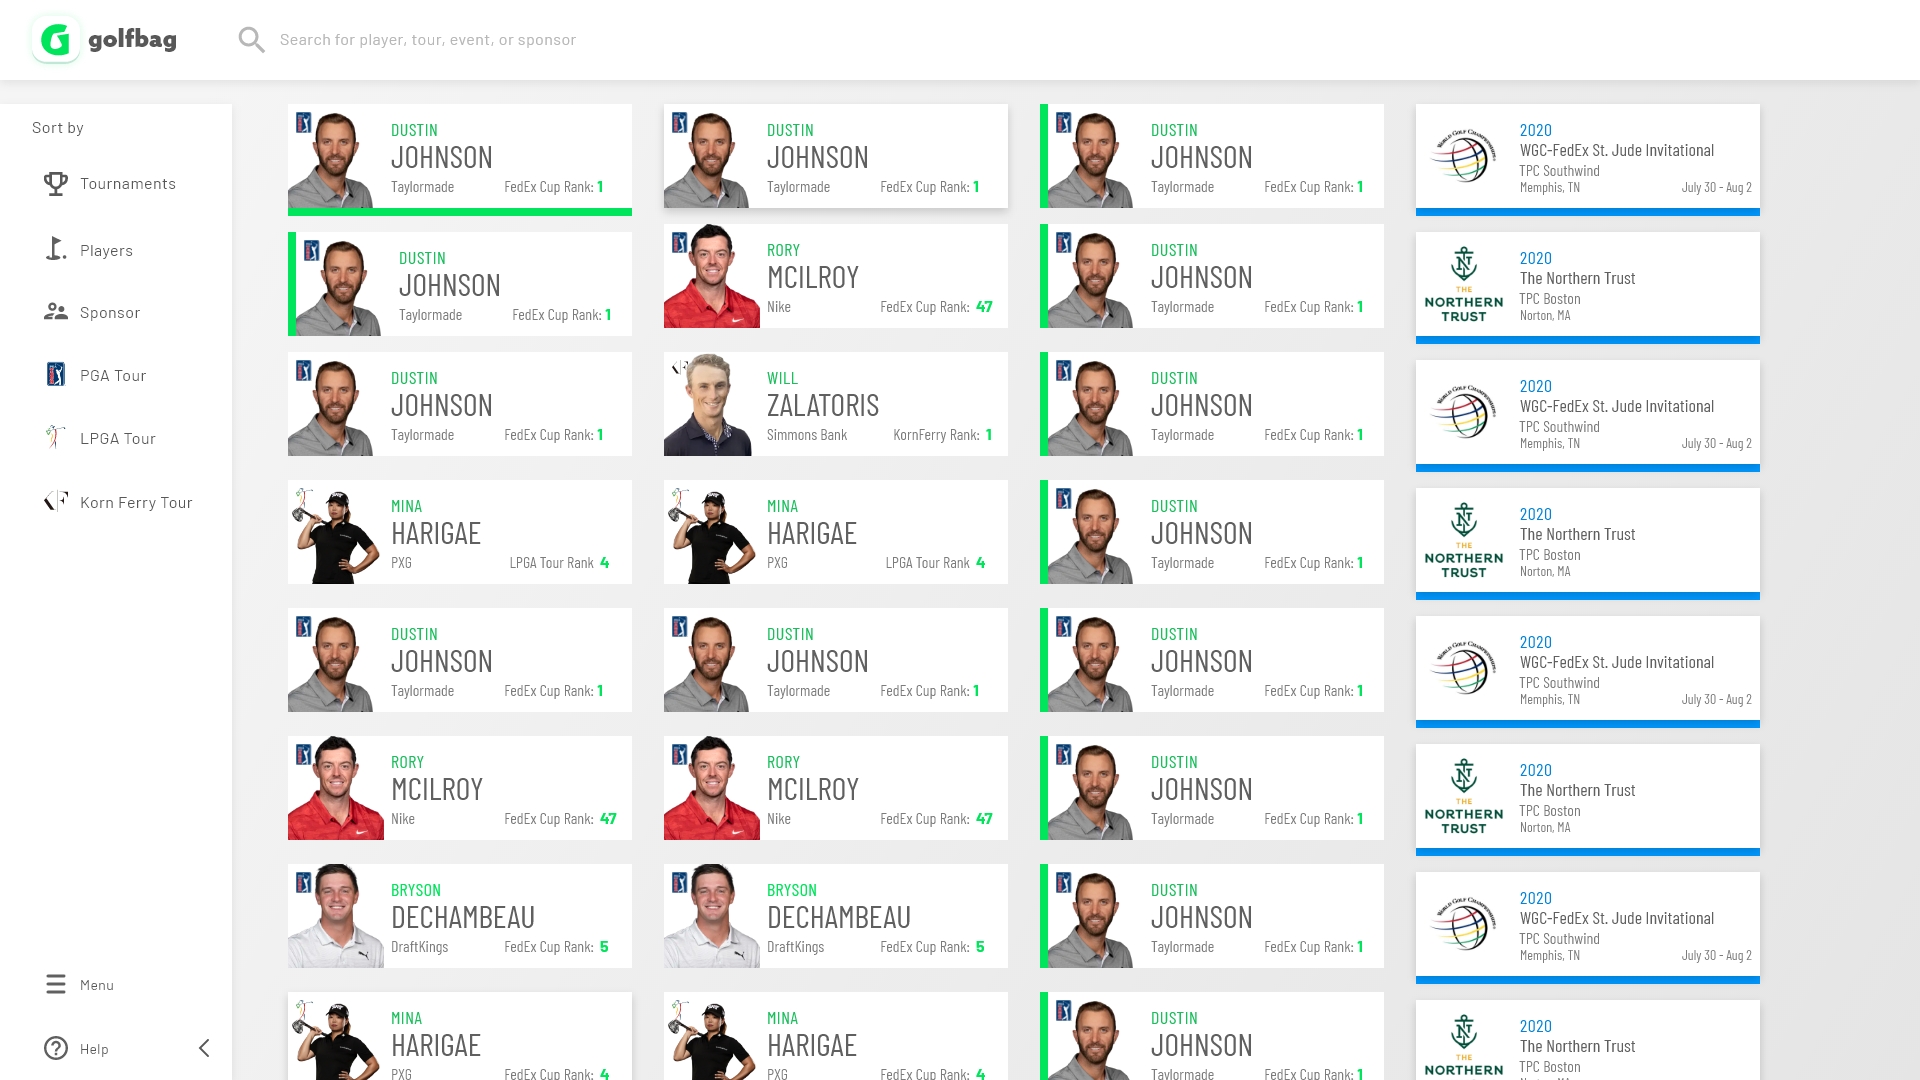 golfbag
Search for player, tour, event, or sponsor
Sort by
Tournaments
Players
Sponsor
PGA Tour
LPGA Tour
Korn Ferry Tour
Menu
Help
DUSTIN
JOHNSON
Taylormade FedEx Cup Rank: 1
DUSTIN
JOHNSON
Taylormade FedEx Cup Rank: 1
DUSTIN
JOHNSON
Taylormade FedEx Cup Rank: 1
MINA
HARIGAE
PXG LPGA Tour Rank 4
DUSTIN
JOHNSON
Taylormade FedEx Cup Rank: 1
RORY
MCILROY
Nike FedEx Cup Rank: 47
BRYSON
DECHAMBEAU
DraftKings FedEx Cup Rank: 5
MINA
HARIGAE
PXG FedEx Cup Rank: 4
DUSTIN
JOHNSON
Taylormade FedEx Cup Rank: 1
RORY
MCILROY
Nike FedEx Cup Rank: 47
WILL
ZALATORIS
Simmons Bank KornFerry Rank: 1
MINA
HARIGAE
PXG LPGA Tour Rank 4
DUSTIN
JOHNSON
Taylormade FedEx Cup Rank: 1
RORY
MCILROY
Nike FedEx Cup Rank: 47
BRYSON
DECHAMBEAU
DraftKings FedEx Cup Rank: 5
MINA
HARIGAE
PXG FedEx Cup Rank: 4
DUSTIN
JOHNSON
Taylormade FedEx Cup Rank: 1
DUSTIN
JOHNSON
Taylormade FedEx Cup Rank: 1
DUSTIN
JOHNSON
Taylormade FedEx Cup Rank: 1
DUSTIN
JOHNSON
Taylormade FedEx Cup Rank: 1
DUSTIN
JOHNSON
Taylormade FedEx Cup Rank: 1
DUSTIN
JOHNSON
Taylormade FedEx Cup Rank: 1
DUSTIN
JOHNSON
Taylormade FedEx Cup Rank: 1
DUSTIN
JOHNSON
Taylormade FedEx Cup Rank: 1
WORLD GOLF CHAMPIONSHIPS
2020
WGC-FedEx St. Jude Invitational
TPC Southwind
Memphis, TN July 30 - Aug 2
THE
NORTHERN
TRUST
2020
The Northern Trust
TPC Boston
Norton, MA
WORLD GOLF CHAMPIONSHIPS
2020
WGC-FedEx St. Jude Invitational
TPC Southwind
Memphis, TN July 30 - Aug 2
THE
NORTHERN
TRUST
2020
The Northern Trust
TPC Boston
Norton, MA
WORLD GOLF CHAMPIONSHIPS
2020
WGC-FedEx St. Jude Invitational
TPC Southwind
Memphis, TN July 30 - Aug 2
THE
NORTHERN
TRUST
2020
The Northern Trust
TPC Boston
Norton, MA
WORLD GOLF CHAMPIONSHIPS
2020
WGC-FedEx St. Jude Invitational
TPC Southwind
Memphis, TN July 30 - Aug 2
THE
NORTHERN
2020
The Northern Trust
TPC Boston